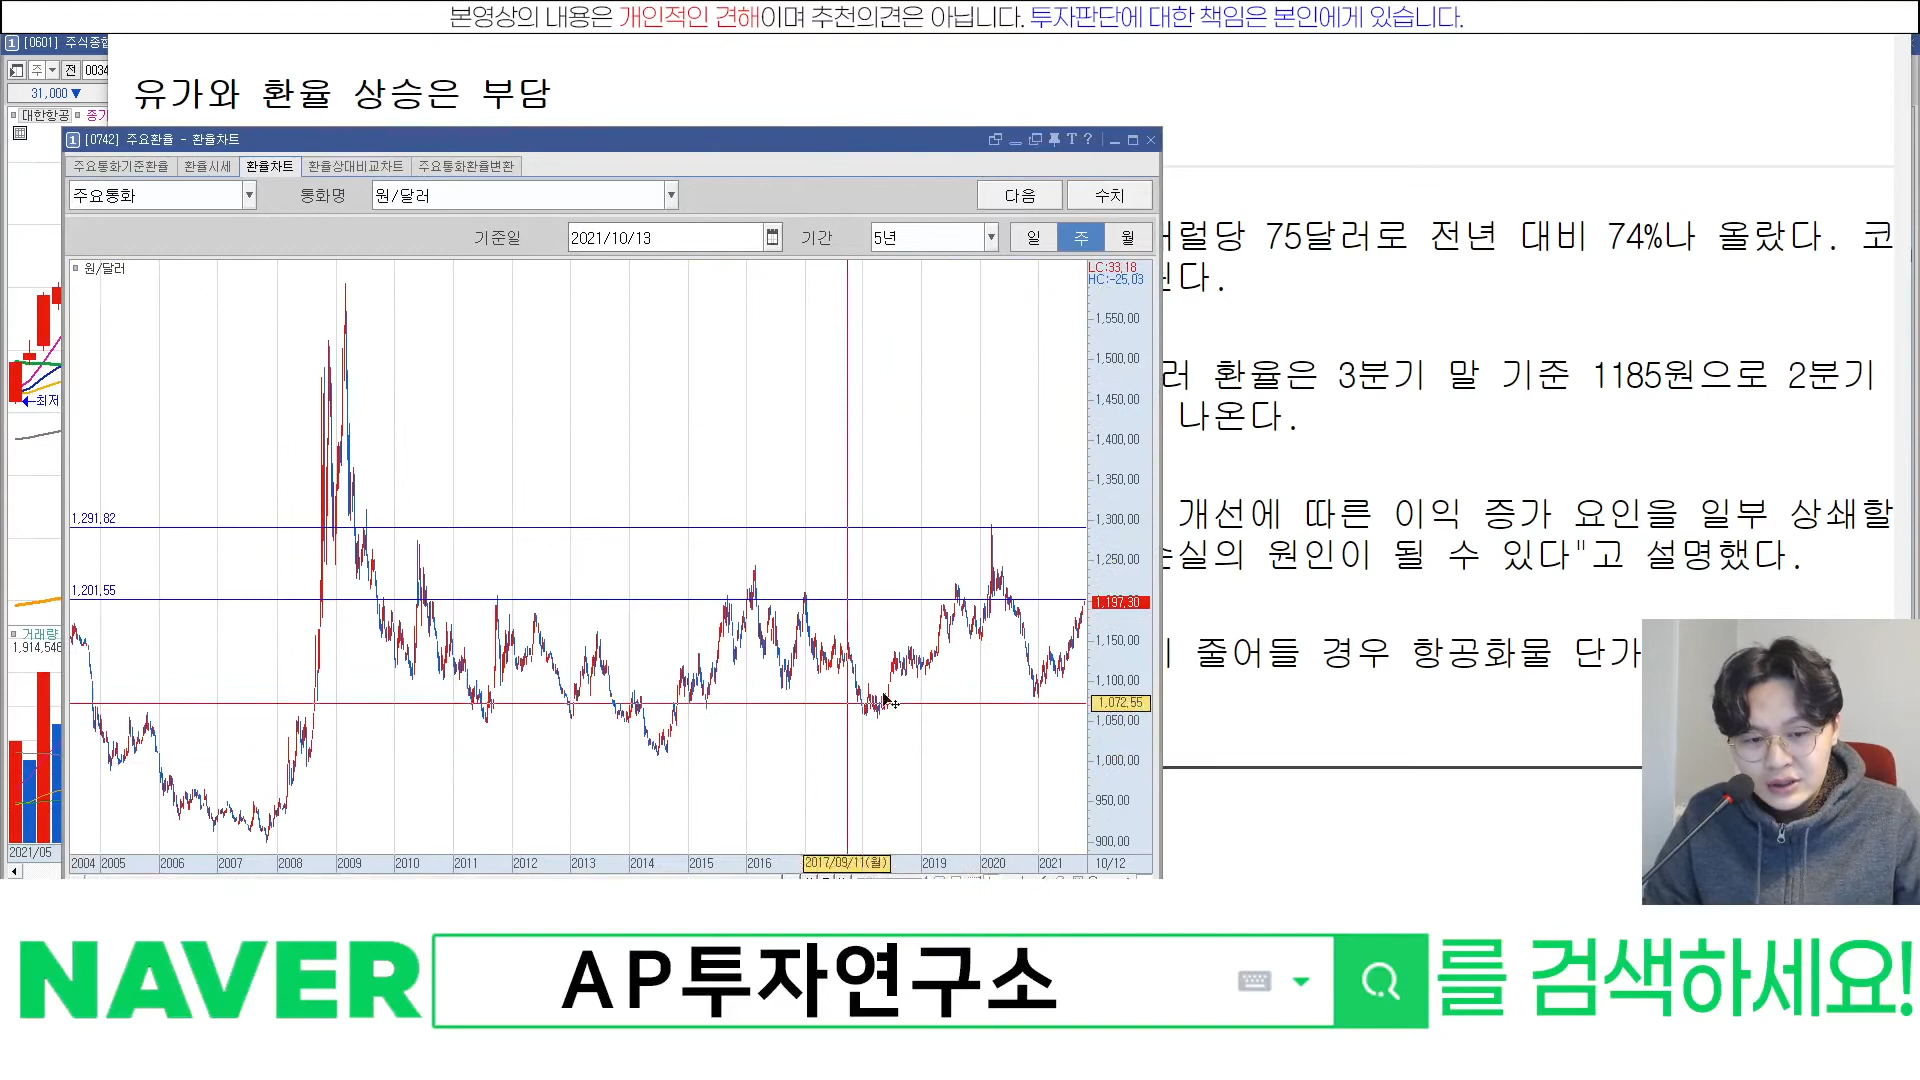 본영상의 내용은 개인적인 견해이며 추천의견은 아닙니다. 투자판단에 대한 책임은 본인에게 있습니다.
1 [0601] 주식종합
주 전 0034
31,000 ▼
대한항공 종가
유가와 환율 상승은 부담
1 [0742] 주요환율 - 환율차트
주요통화기준환율 환율시세 환율차트 환율상대비교차트 주요통화환율변환
주요통화 통화명 원/달러 다음 수치
기준일 2021/10/13 기간 5년 일 주 월
원/달러
LC:33.18
HC:-25.03
1,550.00
1,500.00
1,450.00
1,400.00
1,350.00
1,300.00
1,250.00
1,197.30
1,150.00
1,100.00
1,072.55
1,050.00
1,000.00
950.00
900.00
1,291.82
1,201.55
2004 2005 2006 2007 2008 2009 2010 2011 2012 2013 2014 2015 2016 2017/09/11(월) 2019 2020 2021 10/12
←최저
거래량
1,914,546
2021/05
배럴당 75달러로 전년 대비 74%나 올랐다. 코
다.
러 환율은 3분기 말 기준 1185원으로 2분기
나온다.
개선에 따른 이익 증가 요인을 일부 상쇄할
손실의 원인이 될 수 있다"고 설명했다.
줄어들 경우 항공화물 단가
NAVER AP투자연구소 를 검색하세요!